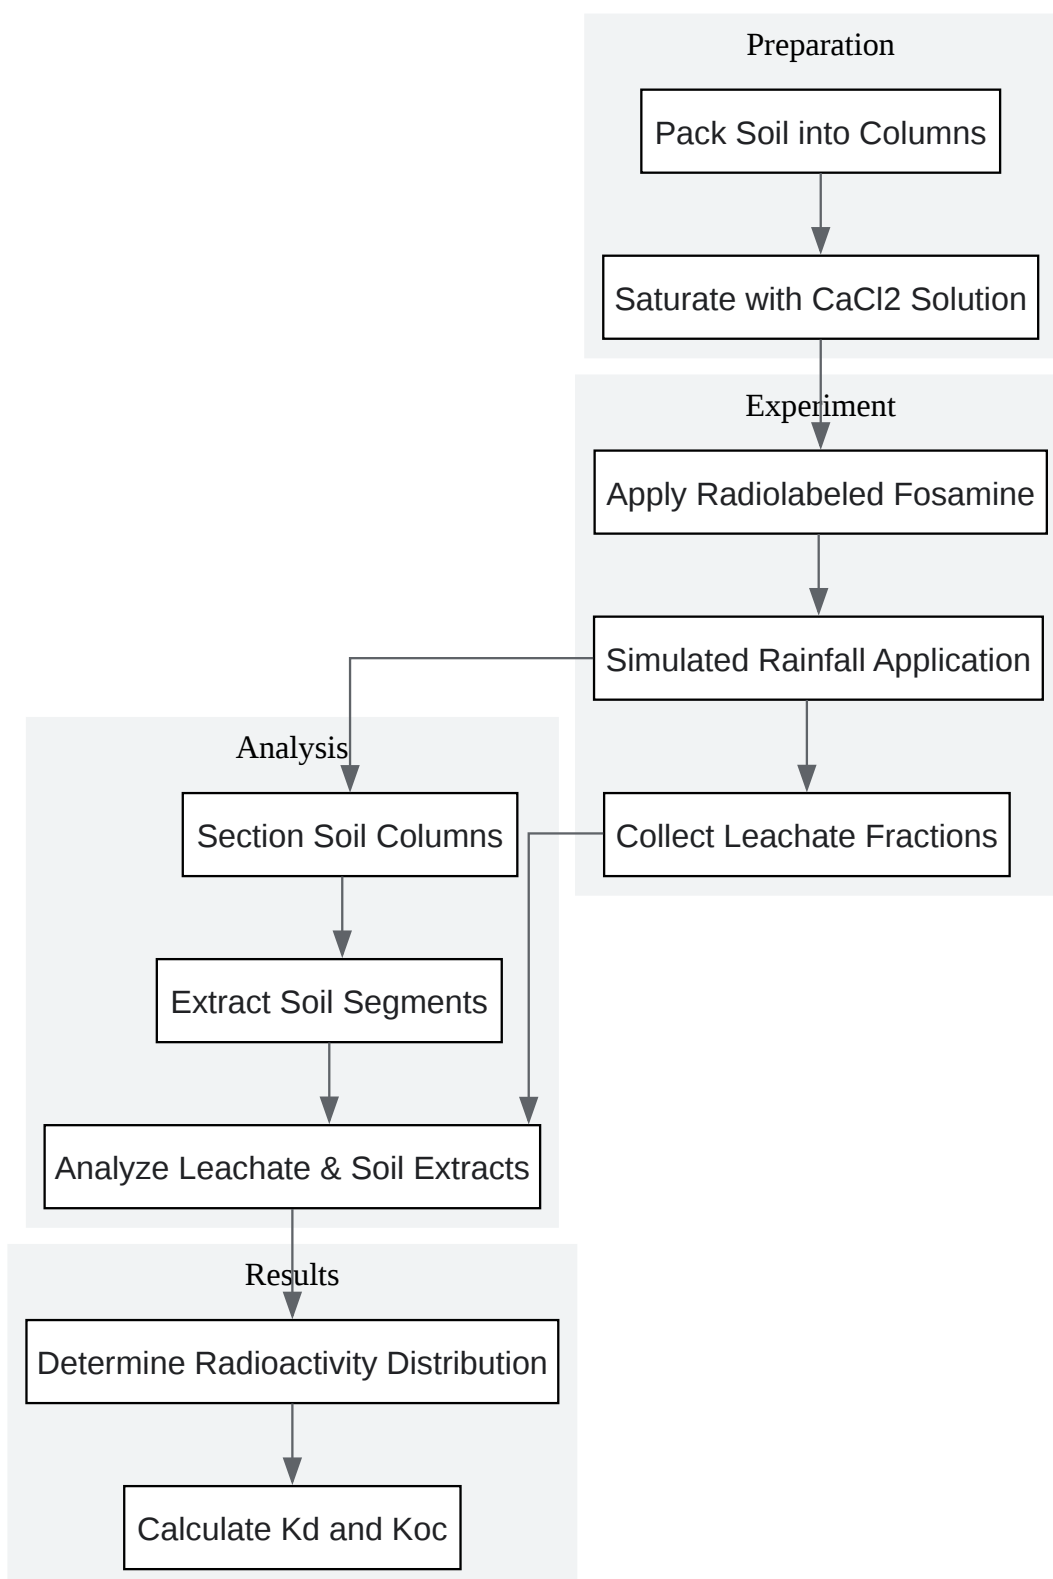 Preparation
Pack Soil into Columns
Saturate with CaCl2 Solution
Experiment
Apply Radiolabeled Fosamine
Simulated Rainfall Application
Collect Leachate Fractions
Analysis
Section Soil Columns
Extract Soil Segments
Analyze Leachate & Soil Extracts
Results
Determine Radioactivity Distribution
Calculate Kd and Koc